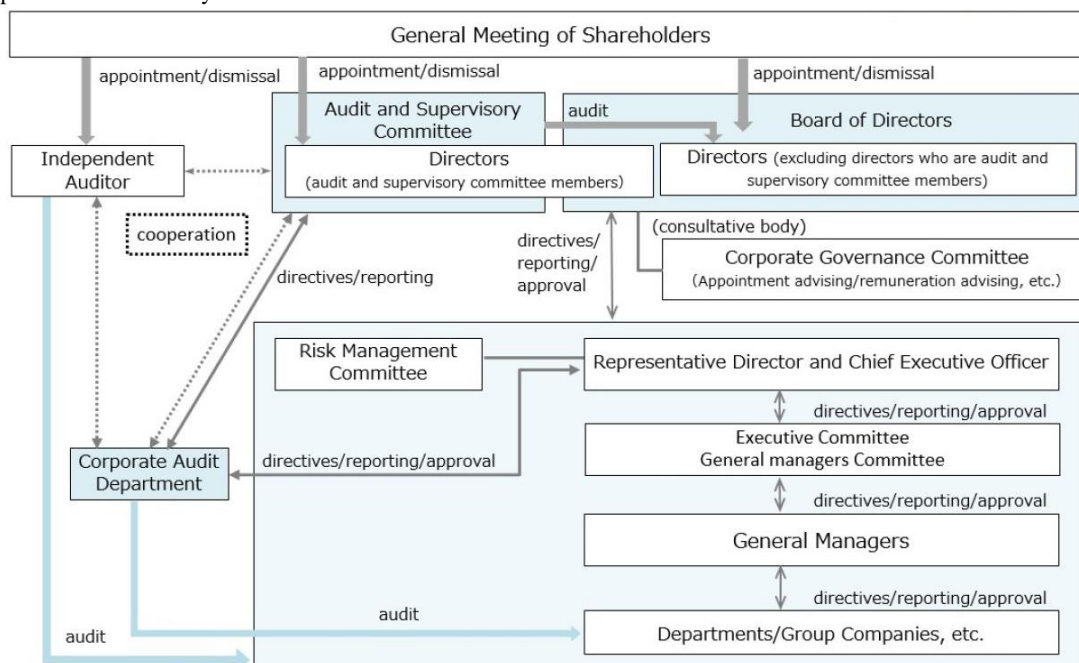 General Meeting of Shareholders
appointment/dismissal
appointment/dismissal
appointment/dismissal
Audit and Supervisory
Committee
audit
Board of Directors
Independent
Auditor
Directors
(audit and supervisory committee members)
Directors (excluding directors who are audit and
supervisory committee members)
cooperation
directives/reporting
directives/
reporting/
approval
(consultative body)
Corporate Governance Committee
(Appointment advising/remuneration advising, etc.)
Risk Management
Committee
Representative Director and Chief Executive Officer
directives/reporting/approval
Executive Committee
General managers Committee
Corporate Audit
Department
directives/reporting/approval
directives/reporting/approval
General Managers
directives/reporting/approval
audit
audit
Departments/Group Companies, etc.